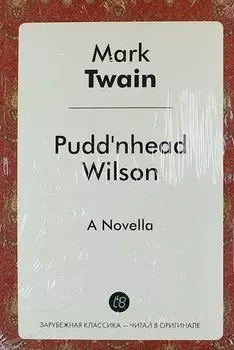 Mark
Twain
Pudd'nhead
Wilson
A Novella
ЗАРУБЕЖНАЯ КЛАССИКА — ЧИТАЙ В ОРИГИНАЛЕ